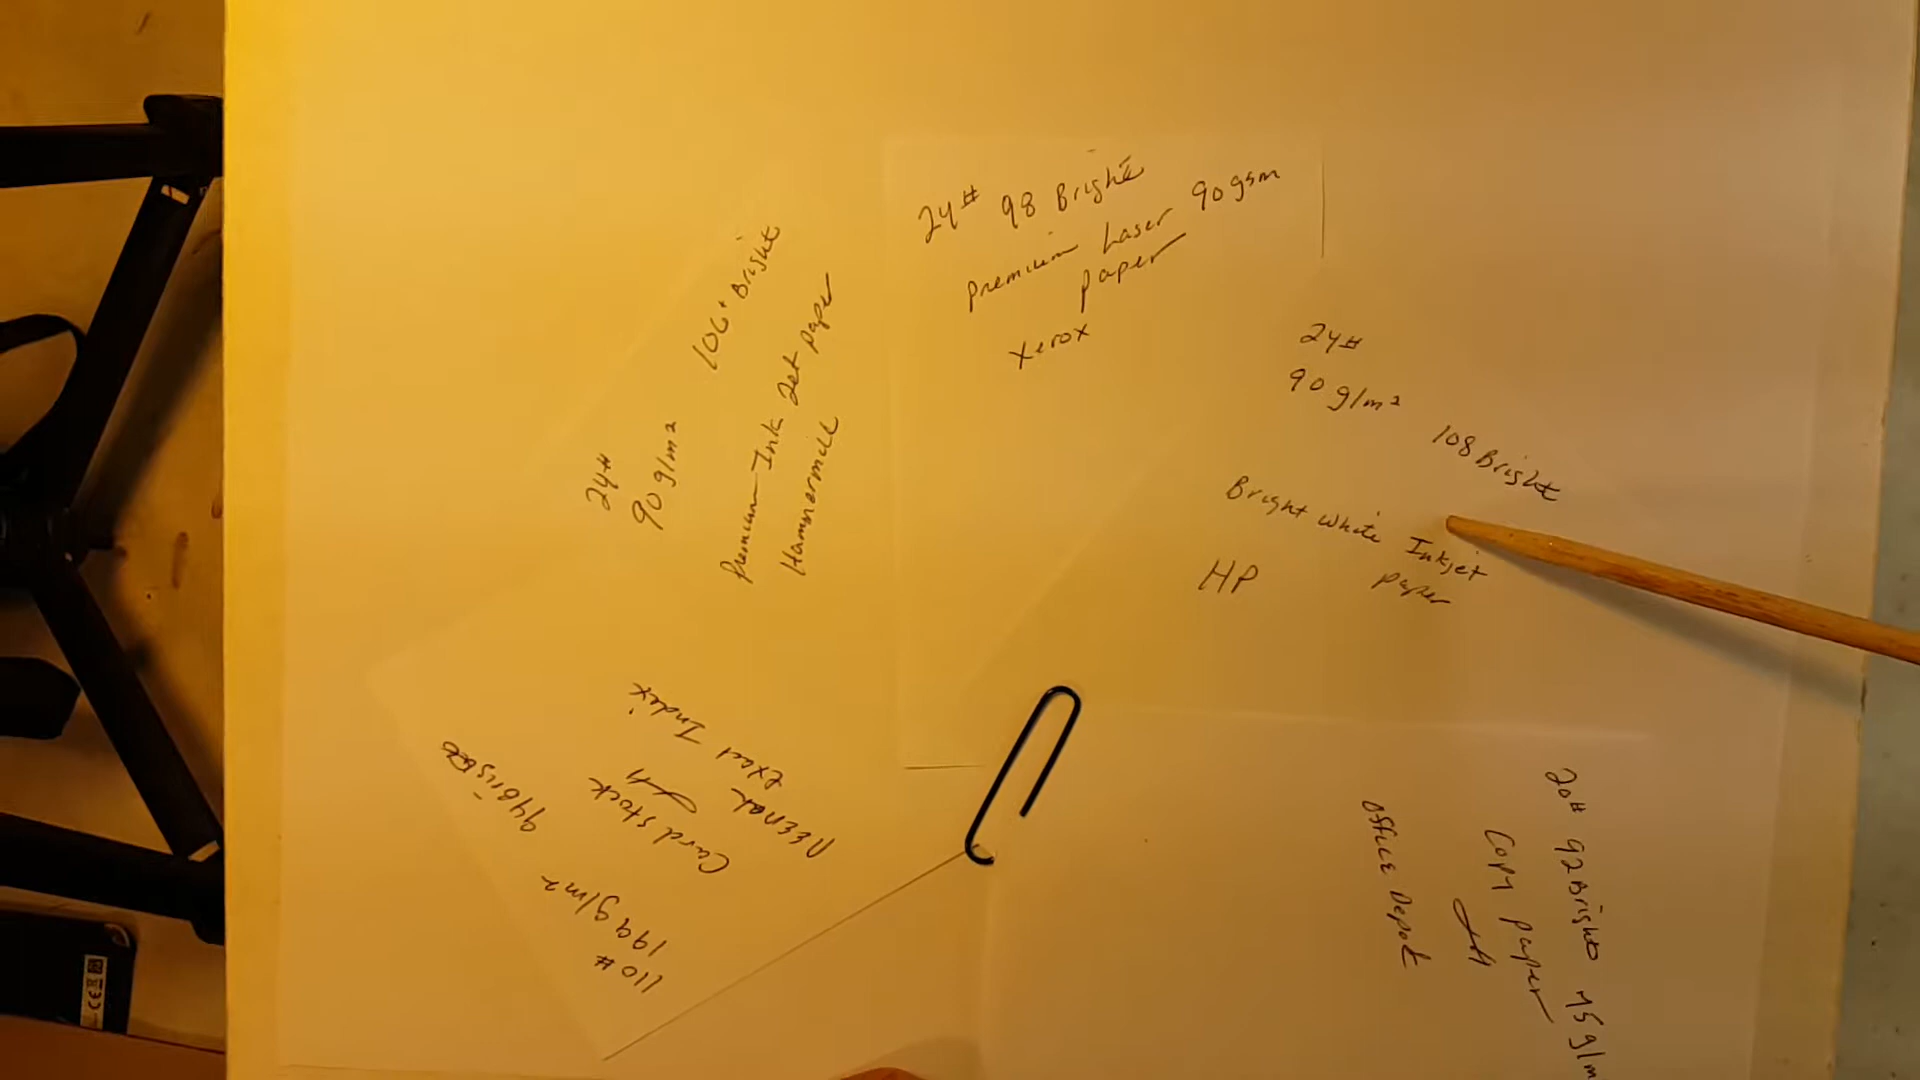 24# 98 Bright
Premium Laser 90gsm
paper
Xerox
24#
90 g/m²
108 Bright
Bright White Inkjet
paper
HP
24#
90 g/m² 106+ Bright
Premium Ink Jet paper
Hammermill
110#
199 g/m² 94 Bright
Card Stock
NEENAH
Exact Index
20# 92 Bright 75 g/m
Copy paper
Office Depot
CE